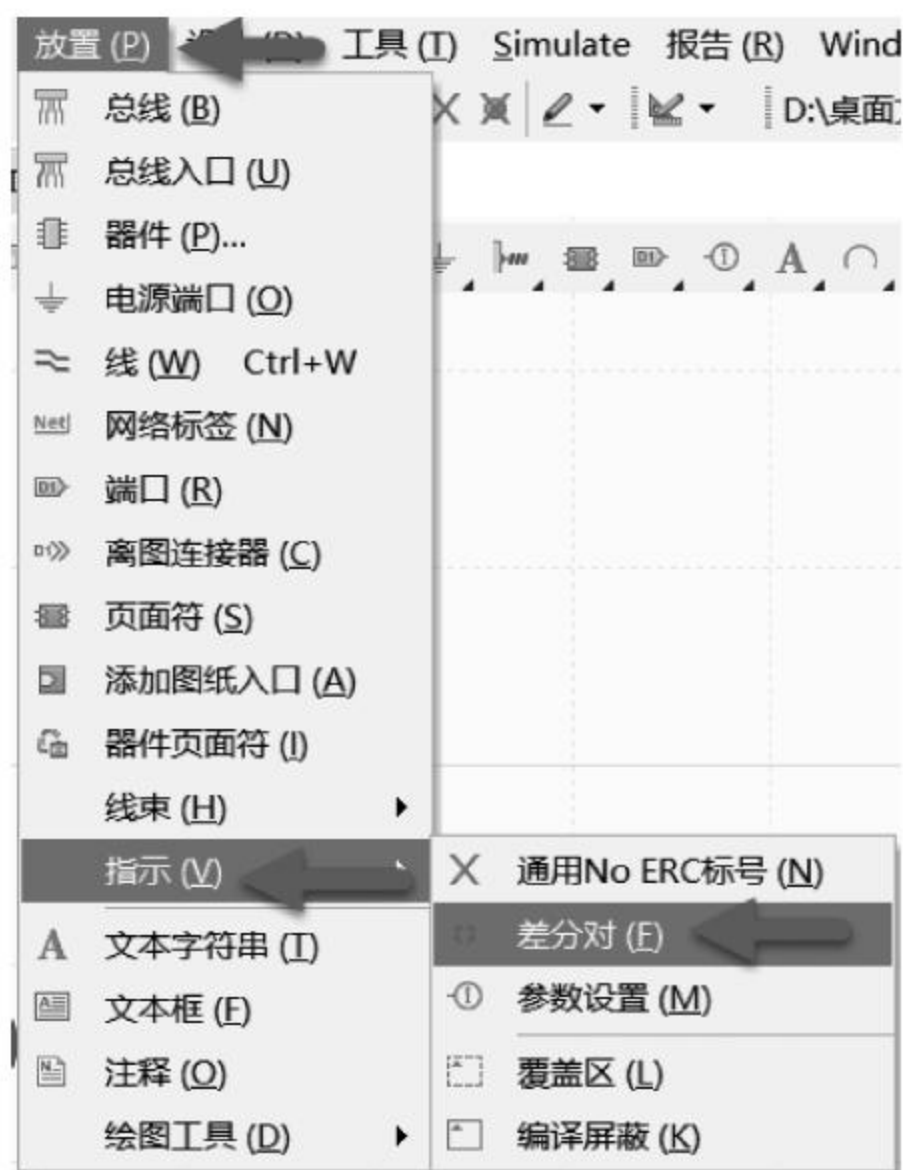 放置 (P) (D) 工具 (T) Simulate 报告 (R) Wind
D:\桌面
总线 (B)
总线入口 (U)
器件 (P)...
电源端口 (O)
线 (W) Ctrl+W
Net 网络标签 (N)
D1 端口 (R)
D1 离图连接器 (C)
页面符 (S)
添加图纸入口 (A)
器件页面符 (I)
线束 (H)
指示 (V)
A 文本字符串 (T)
文本框 (F)
注释 (O)
绘图工具 (D)
D1 A
通用No ERC标号 (N)
差分对 (F)
参数设置 (M)
覆盖区 (L)
编译屏蔽 (K)